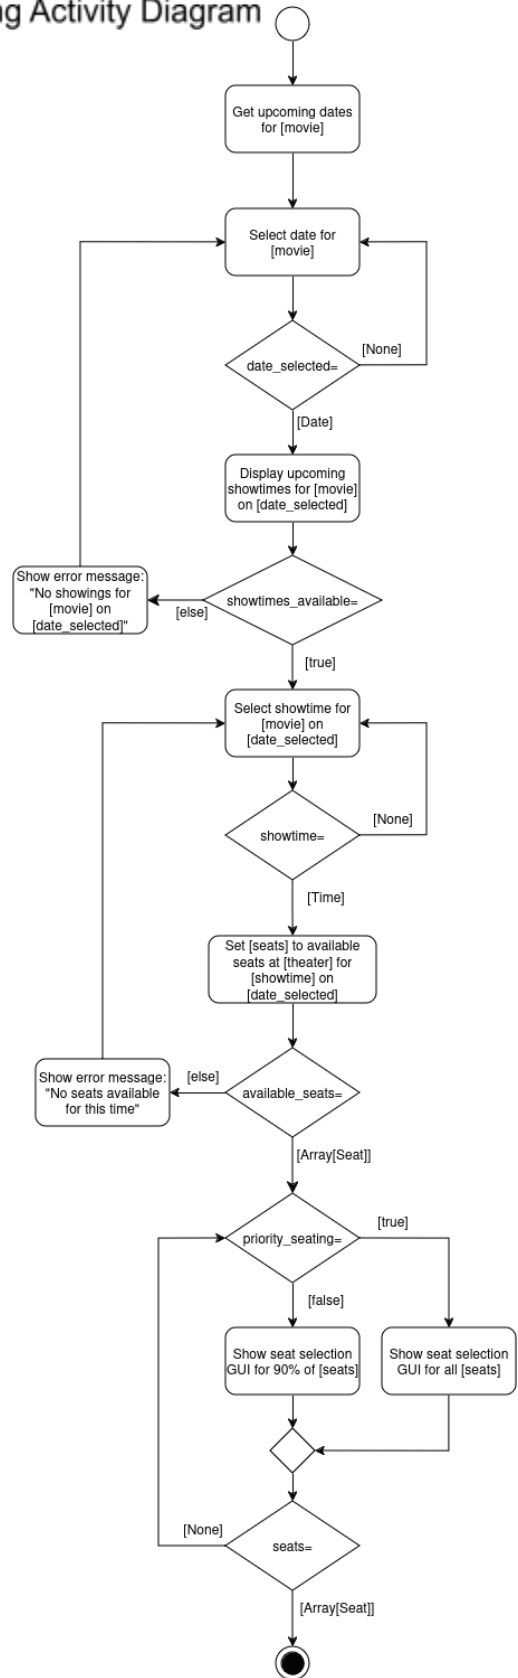 ng Activity Diagram
Get upcoming dates
for [movie]
Select date for
[movie]
[None]
date_selected=
[Date]
Display upcoming
showtimes for [movie]
on [date_selected]
Show error message:
"No showings for
[movie] on
[date_selected]"
[else]
showtimes_available=
[true]
Select showtime for
[movie] on
[date_selected]
[None]
showtime=
[Time]
Set [seats] to available
seats at [theater] for
[showtime] on
[date_selected]
Show error message:
"No seats available
for this time"
[else]
available_seats=
[Array[Seat]]
priority_seating=
[true]
[false]
Show seat selection
GUI for 90% of [seats]
Show seat selection
GUI for all [seats]
[None]
seats=
[Array[Seat]]